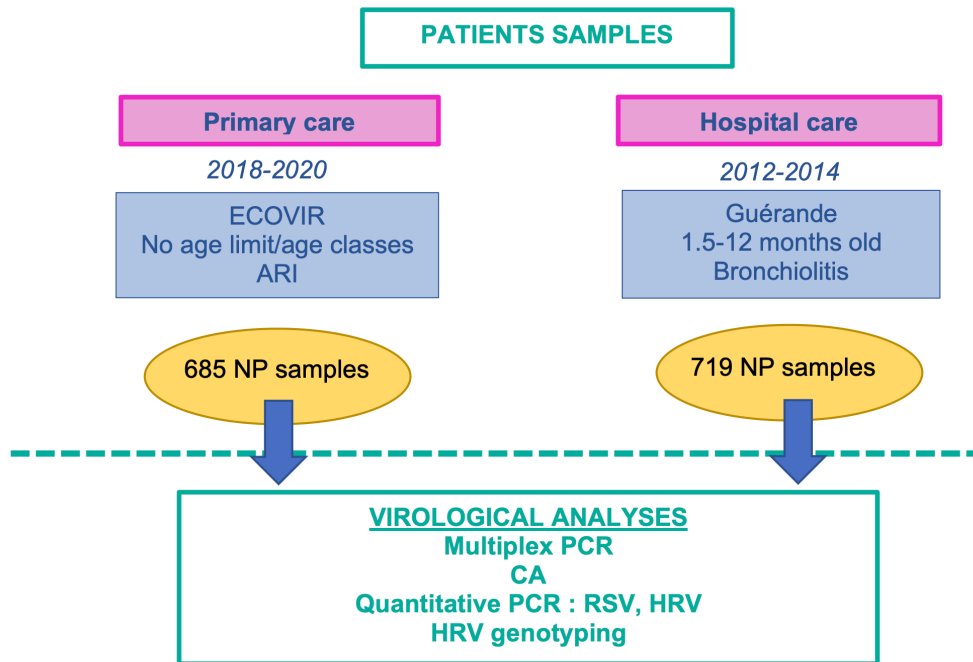 PATIENTS SAMPLES
Primary care
2018-2020
ECOVIR
No age limit/age classes
ARI
685 NP samples
Hospital care
2012-2014
Guérande
1.5-12 months old
Bronchiolitis
719 NP samples
VIROLOGICAL ANALYSES
Multiplex PCR
CA
Quantitative PCR : RSV, HRV
HRV genotyping